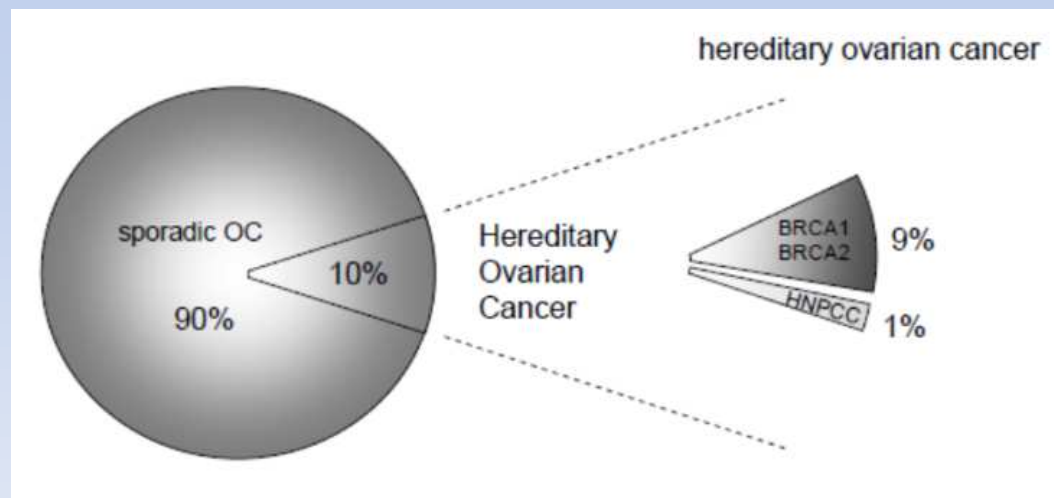 hereditary ovarian cancer
sporadic OC
90%
10%
Hereditary
Ovarian
Cancer
BRCA1
BRCA2
9%
HNPCC
1%